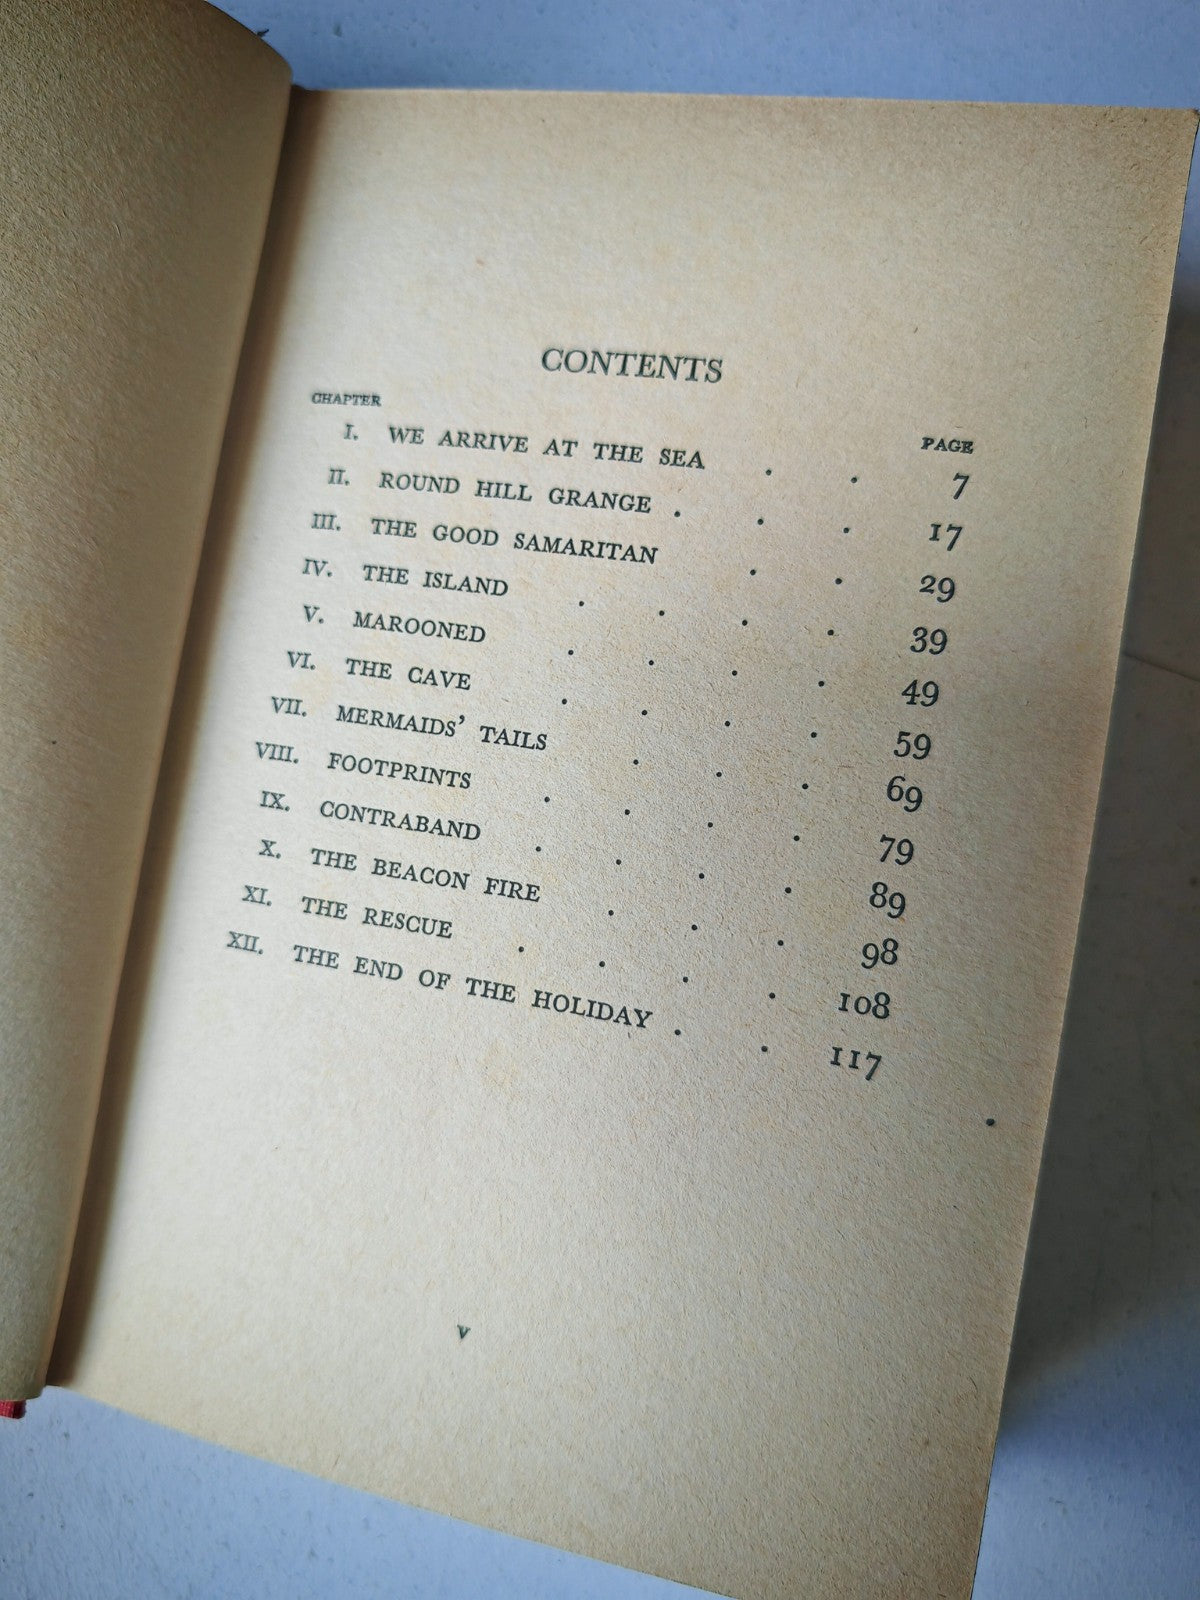 CONTENTS
CHAPTER PAGE
I. WE ARRIVE AT THE SEA . . 7
II. ROUND HILL GRANGE . . . 17
III. THE GOOD SAMARITAN . . 29
IV. THE ISLAND . . . . 39
V. MAROONED . . . . 49
VI. THE CAVE . . . . 59
VII. MERMAIDS' TAILS . . . 69
VIII. FOOTPRINTS . . . . 79
IX. CONTRABAND . . . . 89
X. THE BEACON FIRE . . . 98
XI. THE RESCUE . . . . 108
XII. THE END OF THE HOLIDAY . . 117
v